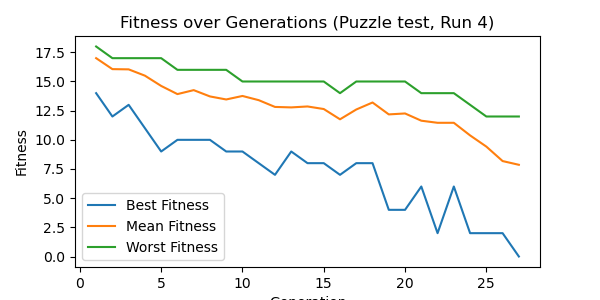 Fitness over Generations (Puzzle test, Run 4)
Fitness
17.5
15.0
12.5
10.0
7.5
5.0
2.5
0.0
Best Fitness
Mean Fitness
Worst Fitness
0 5 10 15 20 25
Generation